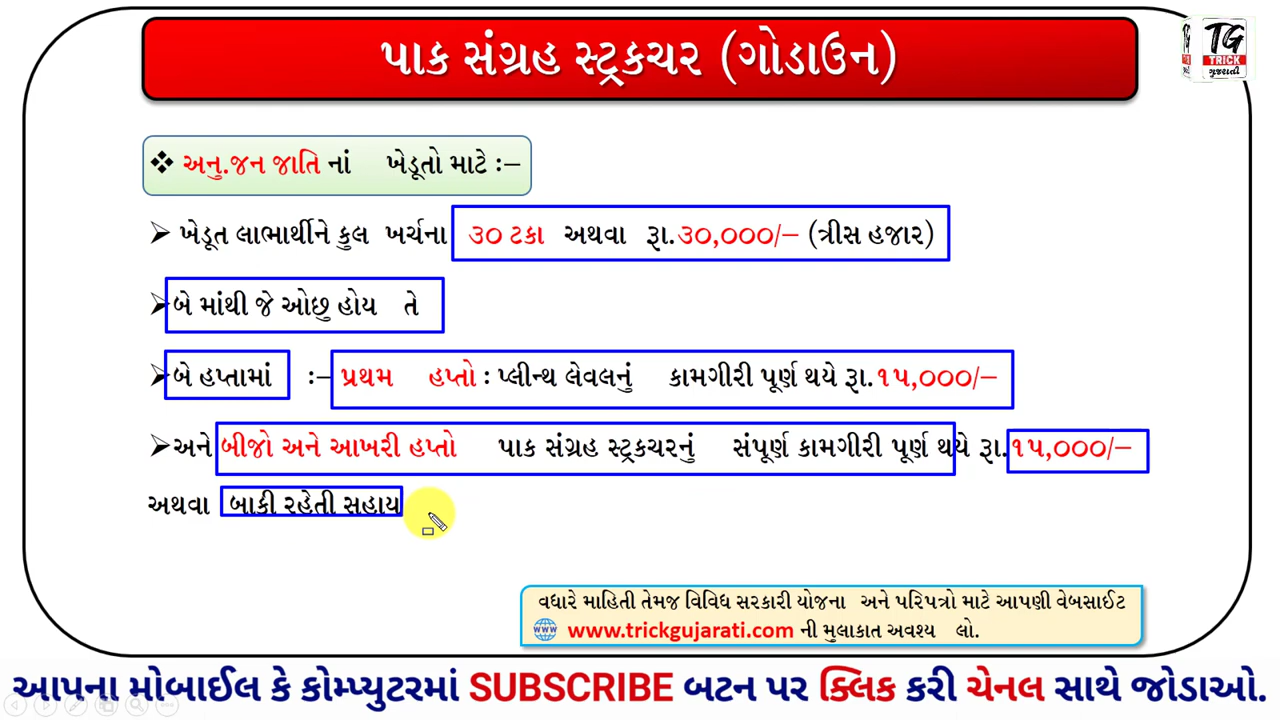 પાક સંગ્રહ સ્ટ્રકચર (ગોડાઉન)
TG
TRICK
ગુજરાતી
❖ અનુ.જન જાતિ નાં ખેડૂતો માટે :–
➢ ખેડૂત લાભાર્થીને કુલ ખર્ચના ૩૦ ટકા અથવા રૂા.૩૦,૦૦૦/– (ત્રીસ હજાર)
➢ બે માંથી જે ઓછુ હોય તે
➢ બે હપ્તામાં :– પ્રથમ હપ્તો : પ્લીન્થ લેવલનું કામગીરી પૂર્ણ થયે રૂા.૧૫,૦૦૦/–
➢ અને બીજો અને આખરી હપ્તો પાક સંગ્રહ સ્ટ્રકચરનું સંપૂર્ણ કામગીરી પૂર્ણ થયે રૂા.૧૫,૦૦૦/–
અથવા બાકી રહેતી સહાય
વધારે માહિતી તેમજ વિવિધ સરકારી યોજના અને પરિપત્રો માટે આપણી વેબસાઈટ
www.trickgujarati.com ની મુલાકાત અવશ્ય લો.
આપના મોબાઈલ કે કોમ્પ્યુટરમાં SUBSCRIBE બટન પર ક્લિક કરી ચેનલ સાથે જોડાઓ.